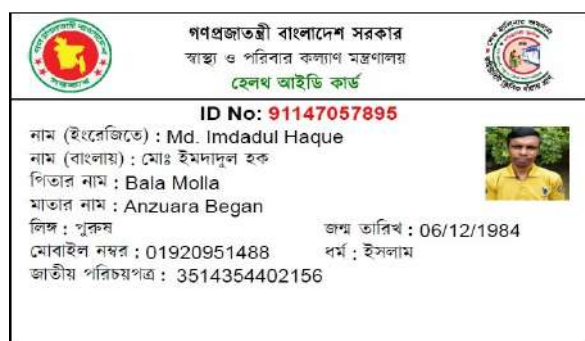 গণপ্রজাতন্ত্রী বাংলাদেশ সরকার
স্বাস্থ্য ও পরিবার কল্যাণ মন্ত্রণালয়
হেলথ আইডি কার্ড
ID No: 91147057895
নাম (ইংরেজিতে) : Md. Imdadul Haque
নাম (বাংলায়) : মোঃ ইমদাদুল হক
পিতার নাম : Bala Molla
মাতার নাম : Anzuara Began
লিঙ্গ : পুরুষ জন্ম তারিখ : 06/12/1984
মোবাইল নম্বর : 01920951488 ধর্ম : ইসলাম
জাতীয় পরিচয়পত্র : 3514354402156